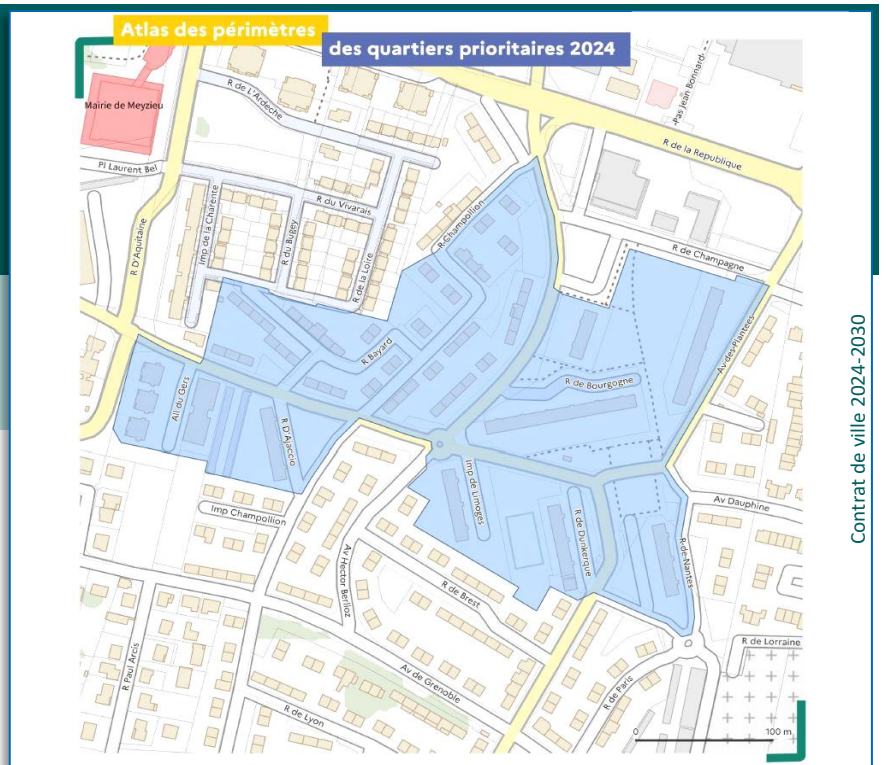 Atlas des périmètres
des quartiers prioritaires 2024
Mairie de Meyzieu
R de L'Ardeche
Pas Jean Bonnard
R de la Republique
Pl Laurent Bel
R D'Aquitaine
Imp de la Charente
R du Vivarais
R du Bugey
R de la Loire
R Champollion
R de Champagne
R Bayard
Av des Plantees
R de Bourgogne
All du Gers
R D'Ajaccio
Imp de Limoges
Imp Champollion
R de Dunkerque
R de Nantes
Av Dauphine
Av Hector Berlioz
R de Brest
R de Lorraine
R Paul Arcis
Av de Grenoble
R de Paris
R de Lyon
0
100 m
Contrat de ville 2024-2030